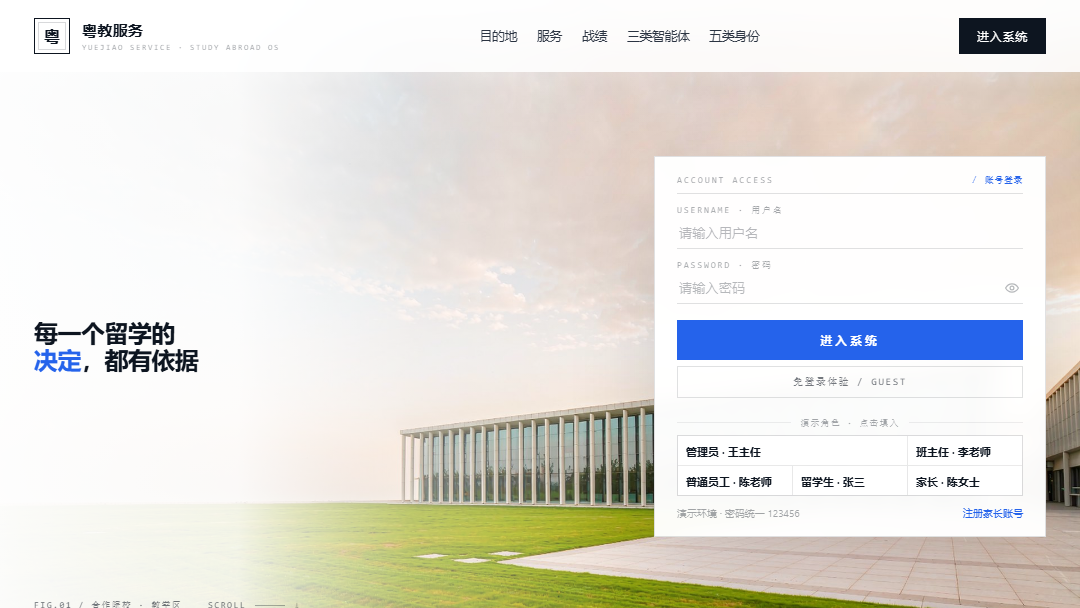 粤
粤教服务
YUEJIAO SERVICE · STUDY ABROAD OS
目的地 服务 战绩 三类智能体 五类身份
进入系统
每一个留学的
决定，都有依据
ACCOUNT ACCESS / 账号登录
USERNAME · 用户名
请输入用户名
PASSWORD · 密码
请输入密码
进入系统
免登录体验 / GUEST
演示角色 · 点击填入
管理员 · 王主任 班主任 · 李老师
普通员工 · 陈老师 留学生 · 张三 家长 · 陈女士
演示环境 · 密码统一 123456 注册家长账号
FIG.01 / 合作院校 · 教学区 SCROLL